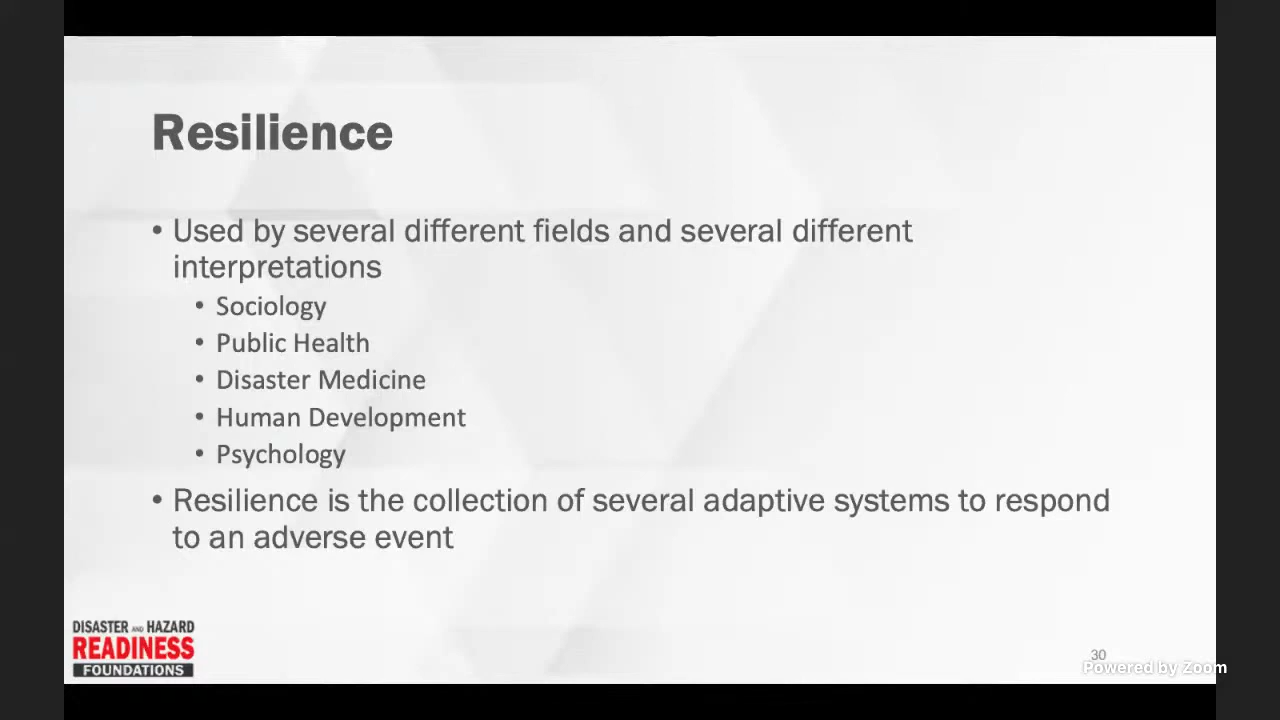 Resilience
• Used by several different fields and several different
interpretations
• Sociology
• Public Health
• Disaster Medicine
• Human Development
• Psychology
• Resilience is the collection of several adaptive systems to respond
to an adverse event
DISASTER AND HAZARD
READINESS
FOUNDATIONS
30
Powered by Zoom